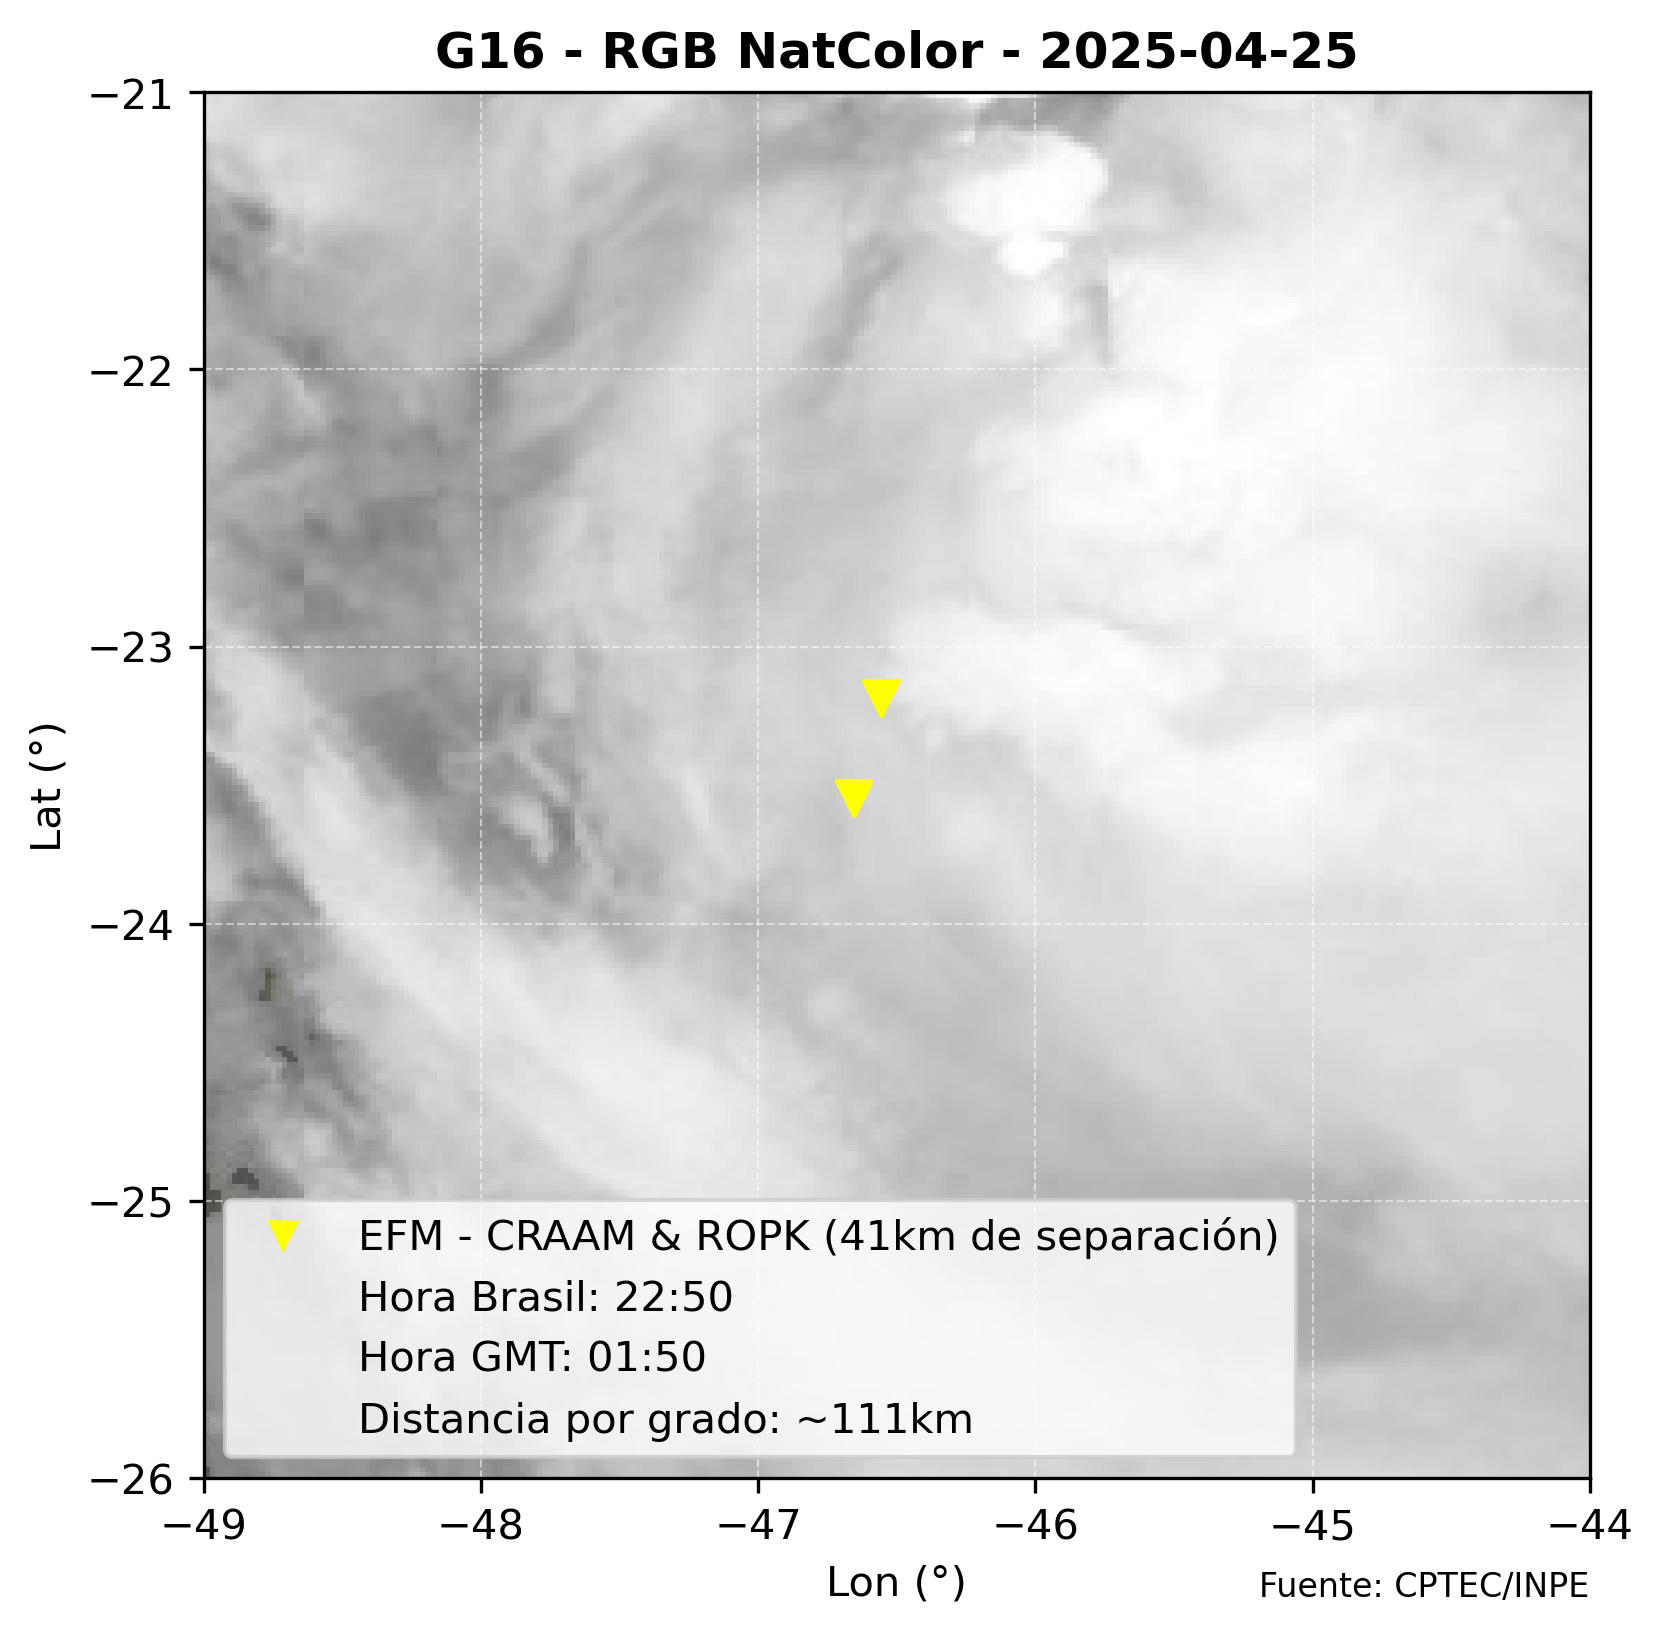 G16 - RGB NatColor - 2025-04-25
−21
−22
−23
−24
−25
−26
Lat (°)
EFM - CRAAM & ROPK (41km de separación)
Hora Brasil: 22:50
Hora GMT: 01:50
Distancia por grado: ~111km
−49 −48 −47 −46 −45 −44
Lon (°)
Fuente: CPTEC/INPE